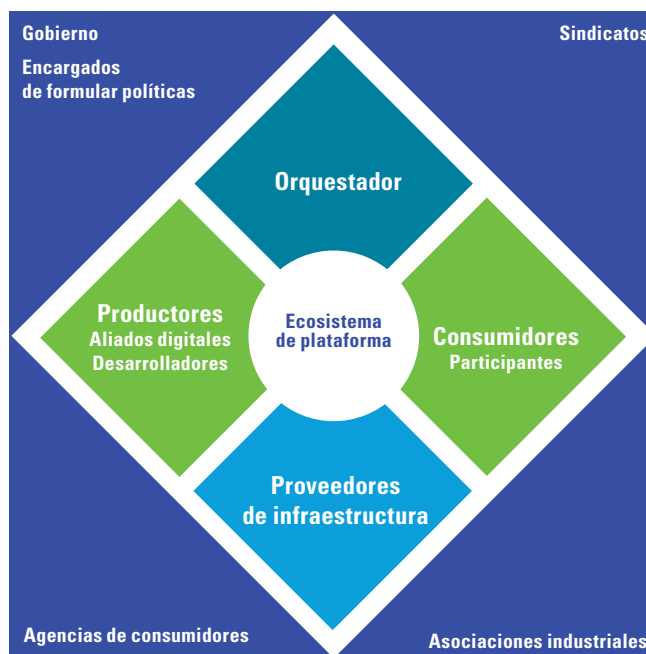 Gobierno
Encargados
de formular políticas
Sindicatos
Orquestador
Productores
Aliados digitales
Desarrolladores
Ecosistema
de plataforma
Consumidores
Participantes
Proveedores
de infraestructura
Agencias de consumidores
Asociaciones industriales